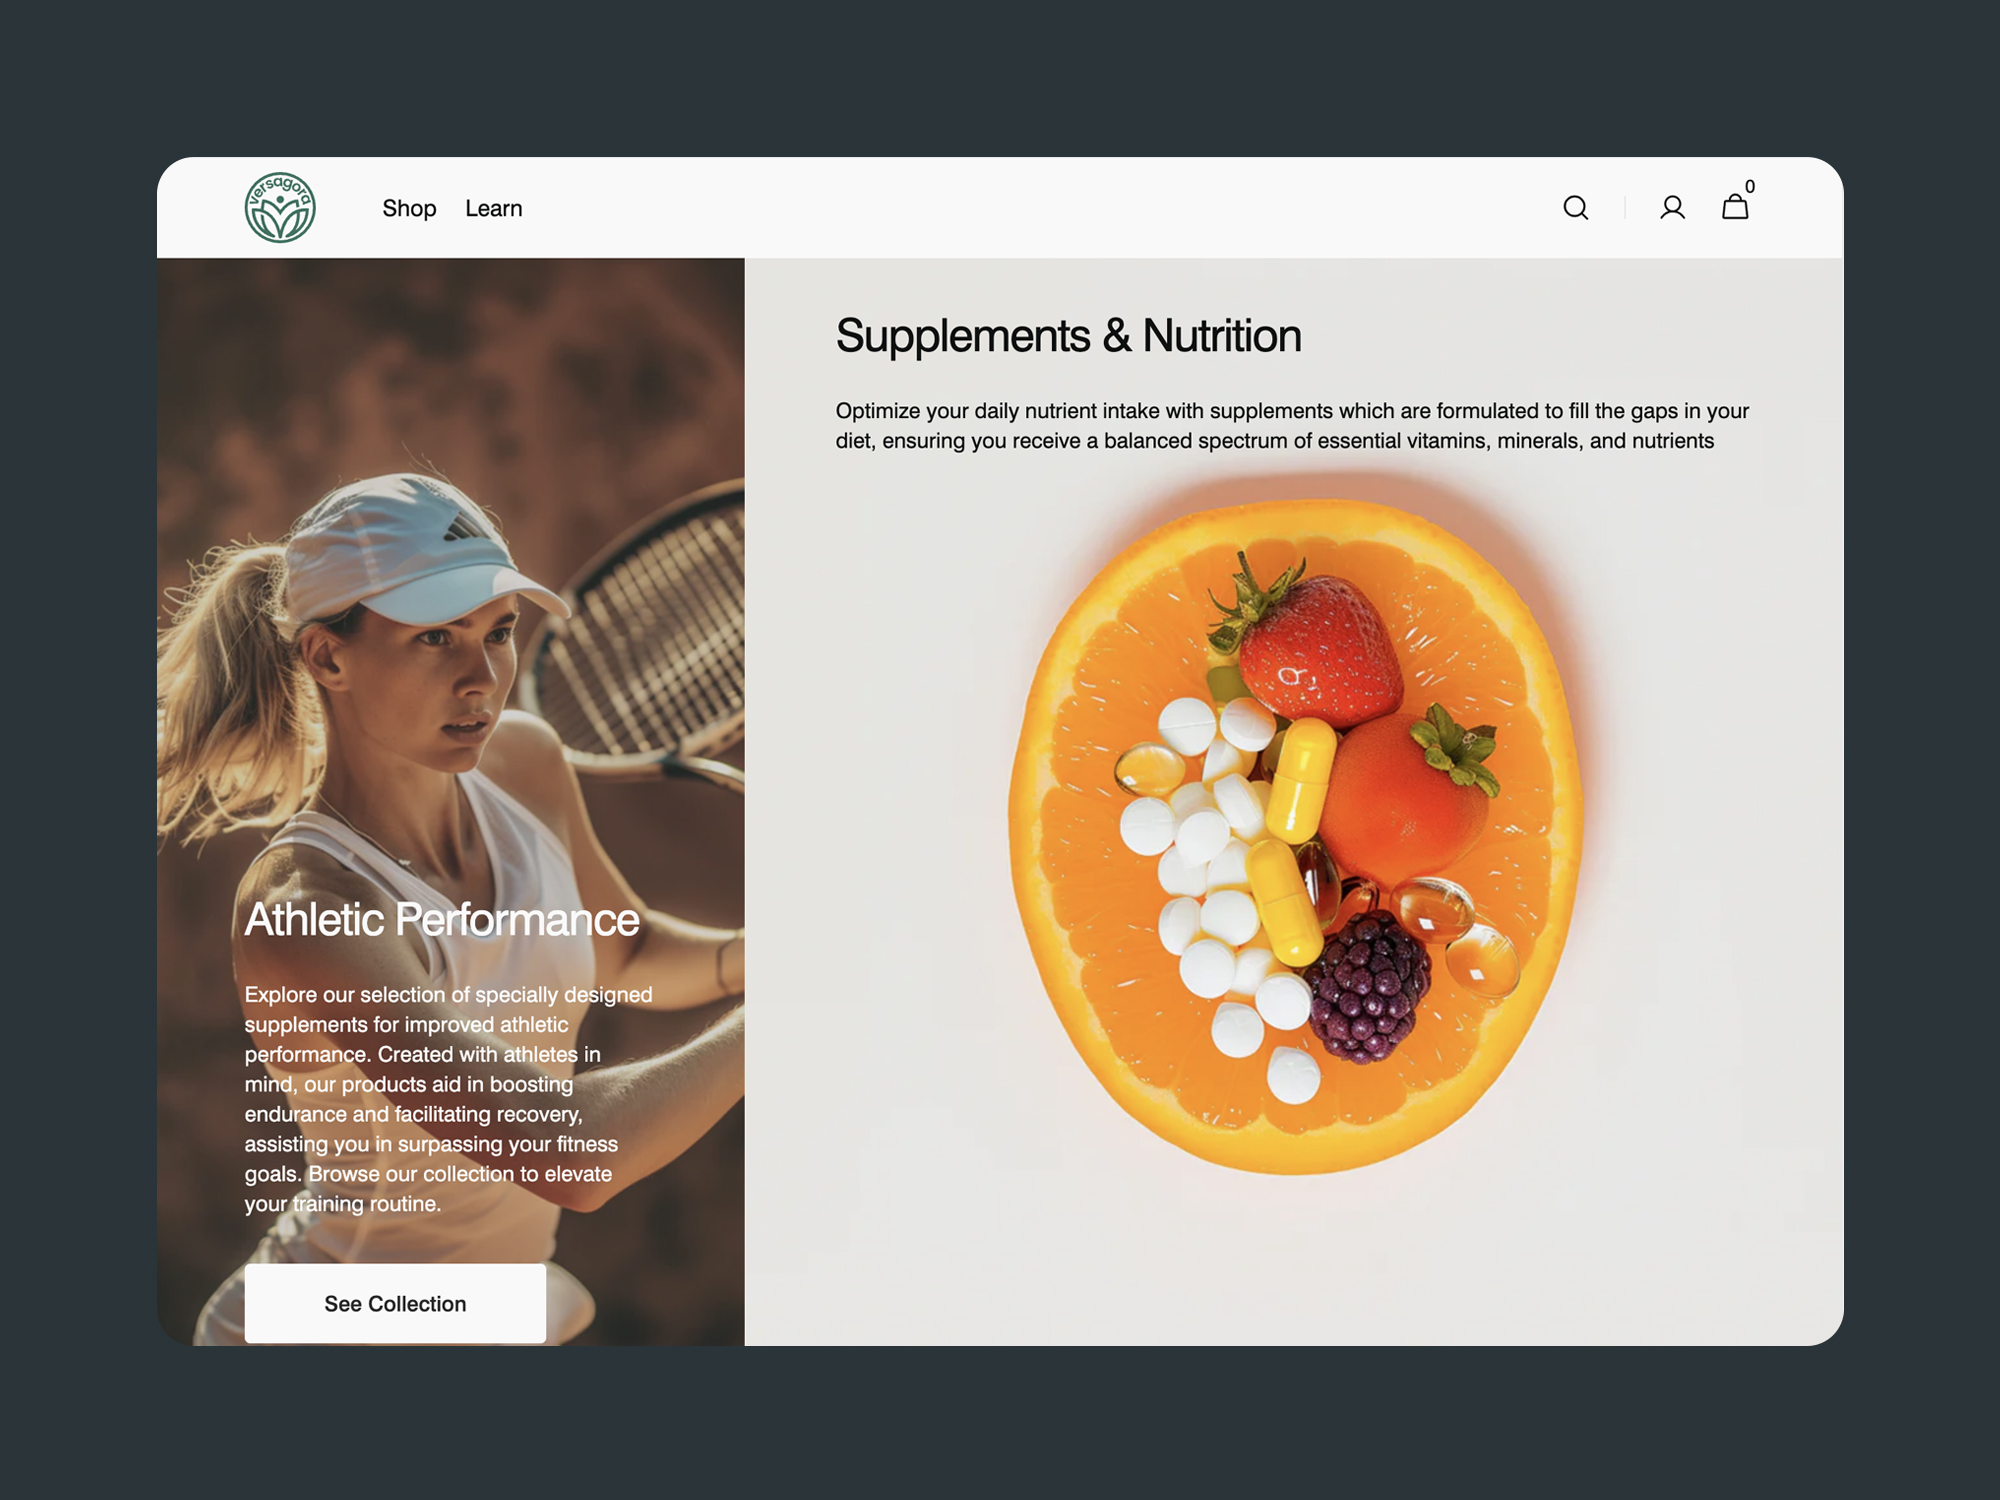 versagora
Shop
Learn
0
Athletic Performance
Explore our selection of specially designed
supplements for improved athletic
performance. Created with athletes in
mind, our products aid in boosting
endurance and facilitating recovery,
assisting you in surpassing your fitness
goals. Browse our collection to elevate
your training routine.
See Collection
Supplements & Nutrition
Optimize your daily nutrient intake with supplements which are formulated to fill the gaps in your
diet, ensuring you receive a balanced spectrum of essential vitamins, minerals, and nutrients